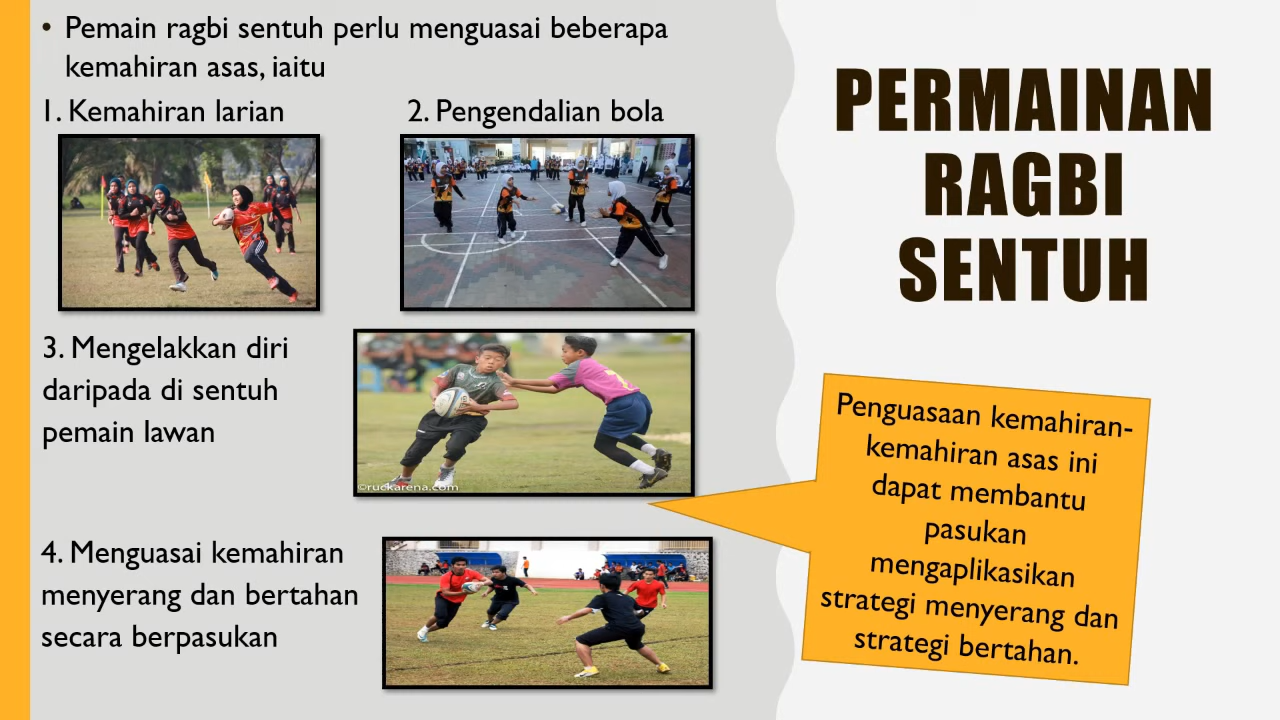 • Pemain ragbi sentuh perlu menguasai beberapa
kemahiran asas, iaitu
1. Kemahiran larian
2. Pengendalian bola
3. Mengelakkan diri
daripada di sentuh
pemain lawan
©ruckarena.com
4. Menguasai kemahiran
menyerang dan bertahan
secara berpasukan
PERMAINAN
RAGBI
SENTUH
Penguasaan kemahiran-
kemahiran asas ini
dapat membantu
pasukan
mengaplikasikan
strategi menyerang dan
strategi bertahan.